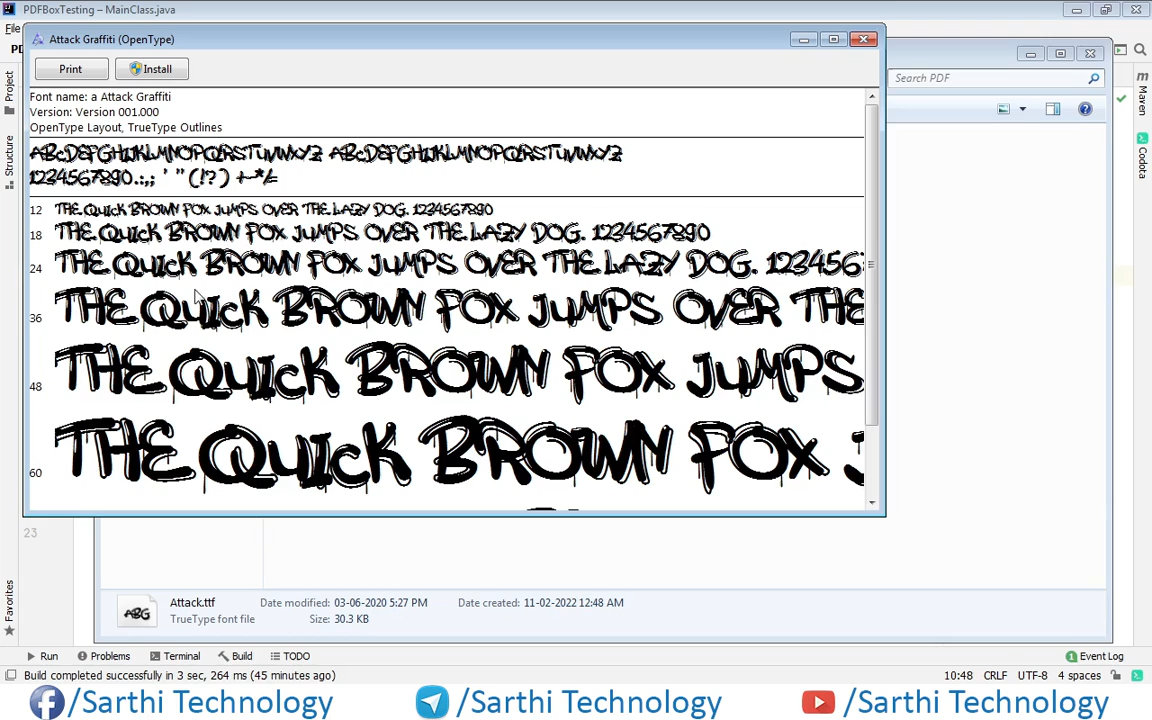 PDFBoxTesting – MainClass.java
File
Attack Graffiti (OpenType)
Search PDF
Print
Install
Project
Structure
Favorites
Maven
Codota
Font name: a Attack Graffiti
Version: Version 001.000
OpenType Layout, TrueType Outlines
ABCDEFGHIJKLMNOPQRSTUVWXYZ ABCDEFGHIJKLMNOPQRSTUVWXYZ
1234567890.:,; ' " (!?) +-*/=
12 THE QUICK BROWN FOX JUMPS OVER THE LAZY DOG. 1234567890
18 THE QUICK BROWN FOX JUMPS OVER THE LAZY DOG. 1234567890
24 THE QUICK BROWN FOX JUMPS OVER THE LAZY DOG. 123456
36 THE QUICK BROWN FOX JUMPS OVER THE
48 THE QUICK BROWN FOX JUMPS
60 THE QUICK BROWN FOX J
23
ABG
Attack.ttf
Date modified: 03-06-2020 5:27 PM
Date created: 11-02-2022 12:48 AM
TrueType font file
Size: 30.3 KB
Run
Problems
Terminal
Build
TODO
1 Event Log
Build completed successfully in 3 sec, 264 ms (45 minutes ago)
10:48 CRLF UTF-8 4 spaces
/Sarthi Technology
/Sarthi Technology
/Sarthi Technology